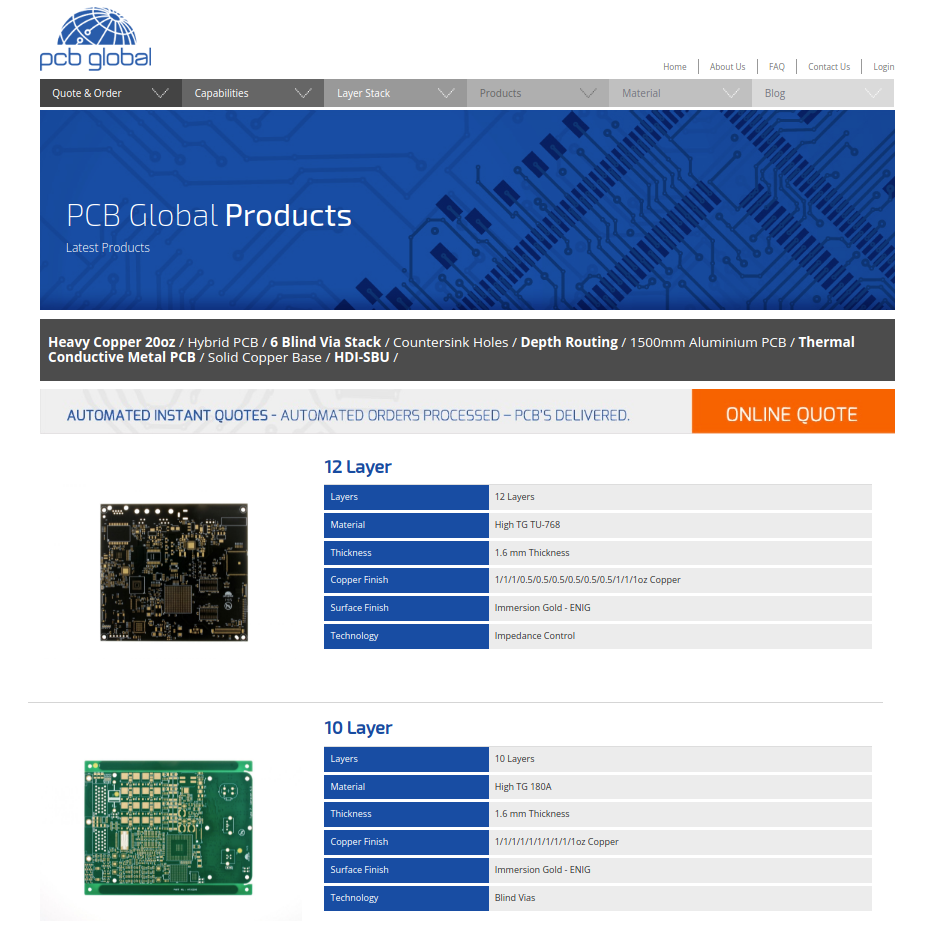 pcb global
Home About Us FAQ Contact Us Login
Quote & Order Capabilities Layer Stack Products Material Blog
PCB Global Products
Latest Products
Heavy Copper 20oz / Hybrid PCB / 6 Blind Via Stack / Countersink Holes / Depth Routing / 1500mm Aluminium PCB / Thermal
Conductive Metal PCB / Solid Copper Base / HDI-SBU /
AUTOMATED INSTANT QUOTES - AUTOMATED ORDERS PROCESSED – PCB'S DELIVERED. ONLINE QUOTE
12 Layer
Layers 12 Layers
Material High TG TU-768
Thickness 1.6 mm Thickness
Copper Finish 1/1/1/0.5/0.5/0.5/0.5/0.5/0.5/1/1/1oz Copper
Surface Finish Immersion Gold - ENIG
Technology Impedance Control
10 Layer
Layers 10 Layers
Material High TG 180A
Thickness 1.6 mm Thickness
Copper Finish 1/1/1/1/1/1/1/1/1/1oz Copper
Surface Finish Immersion Gold - ENIG
Technology Blind Vias